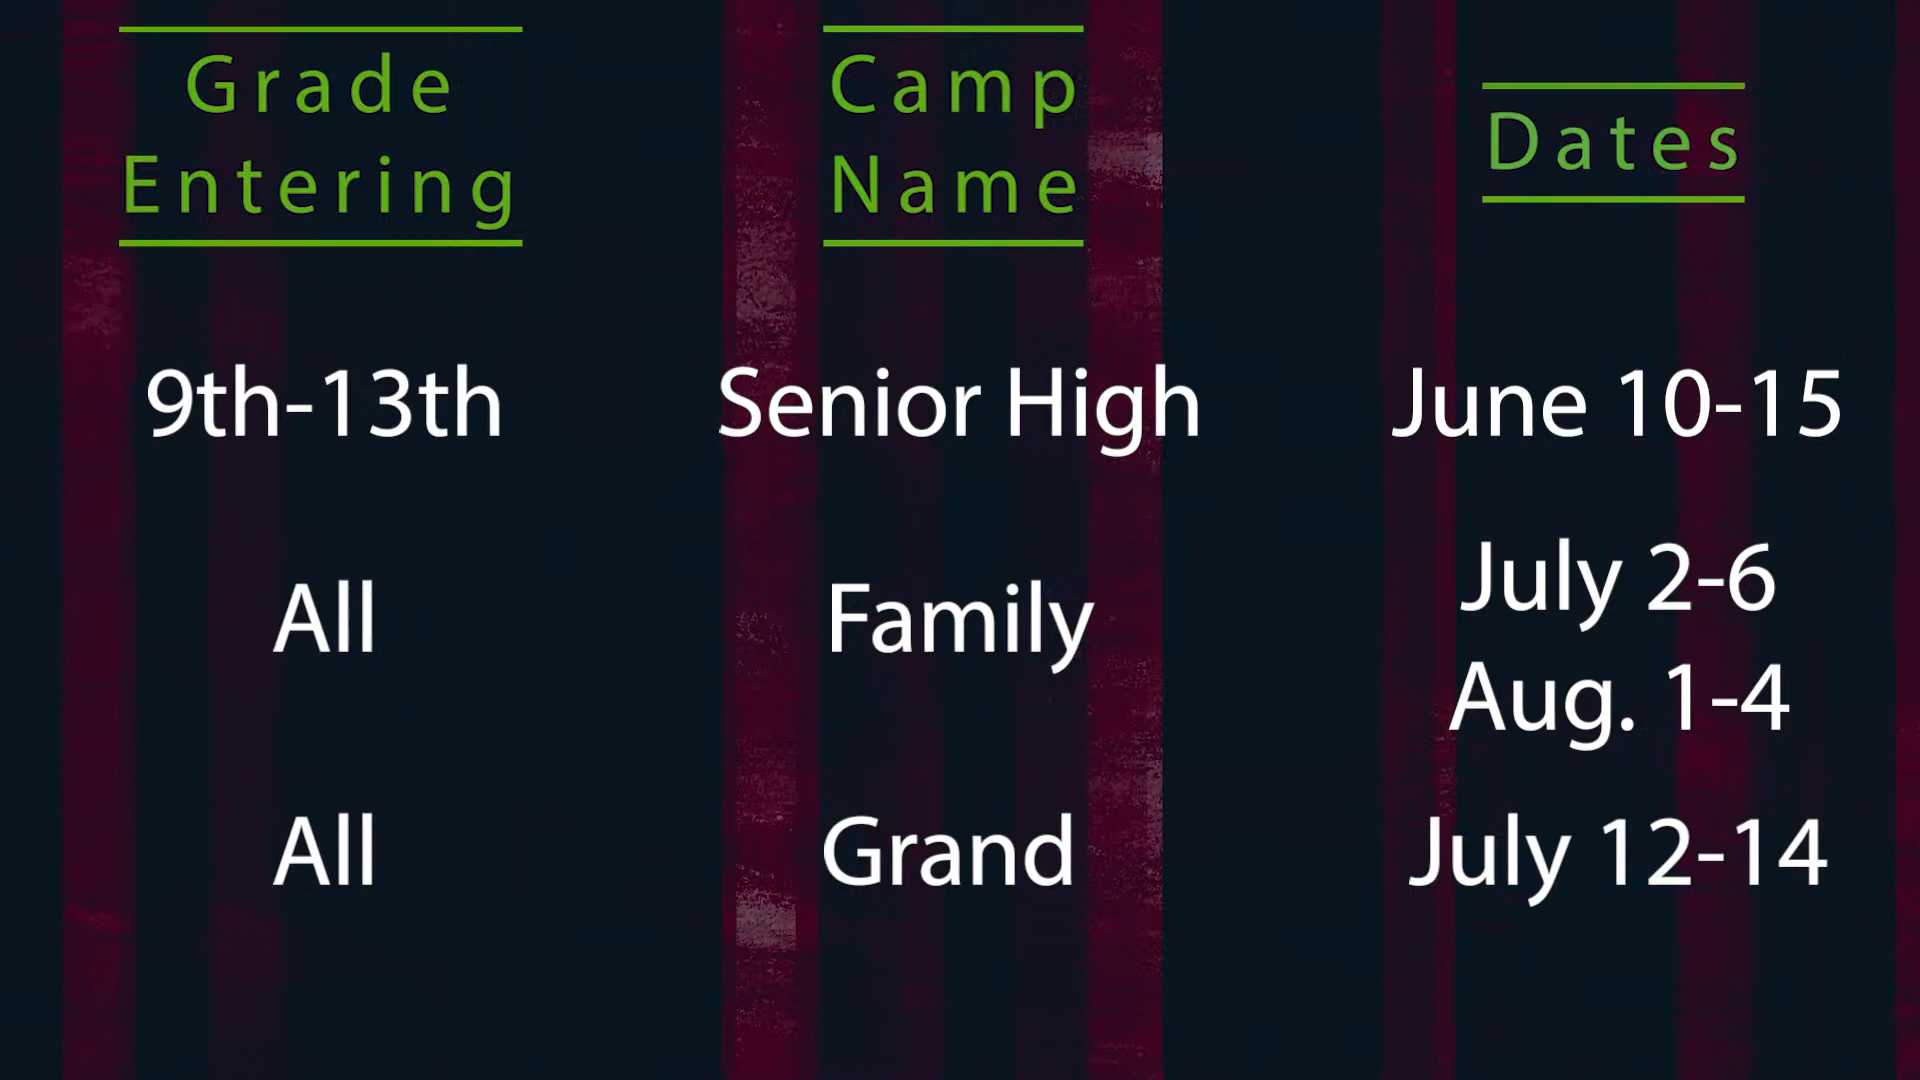 Grade
Entering
Camp
Name
Dates
9th-13th
Senior High
June 10-15
All
Family
July 2-6
Aug. 1-4
All
Grand
July 12-14